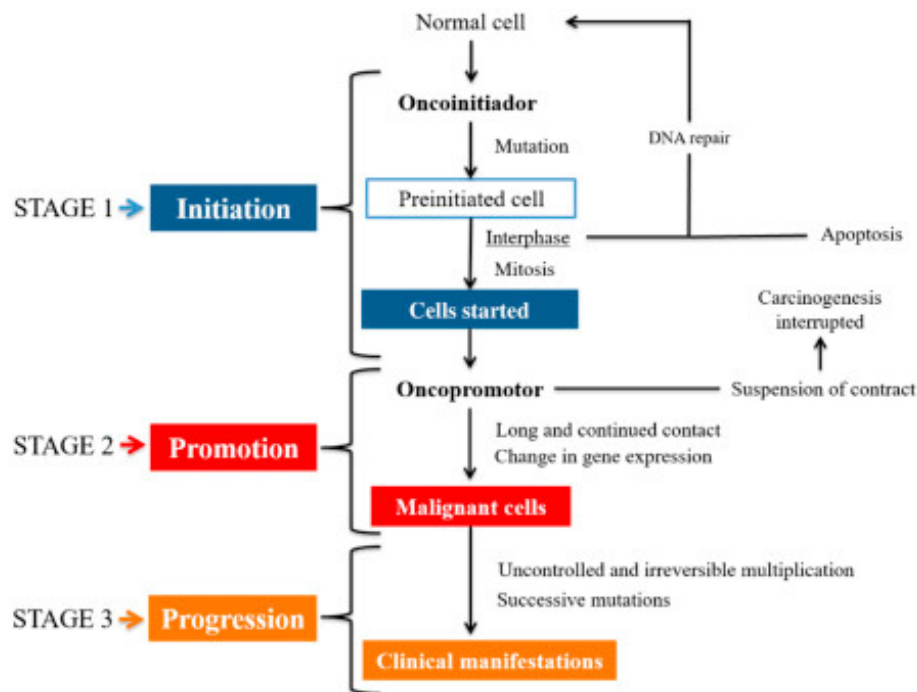 Normal cell
Oncoinitiador
Mutation
DNA repair
STAGE 1
Initiation
Preinitiated cell
Interphase
Apoptosis
Mitosis
Cells started
Carcinogenesis
interrupted
Oncopromotor
Suspension of contract
STAGE 2
Promotion
Long and continued contact
Change in gene expression
Malignant cells
STAGE 3
Progression
Uncontrolled and irreversible multiplication
Successive mutations
Clinical manifestations